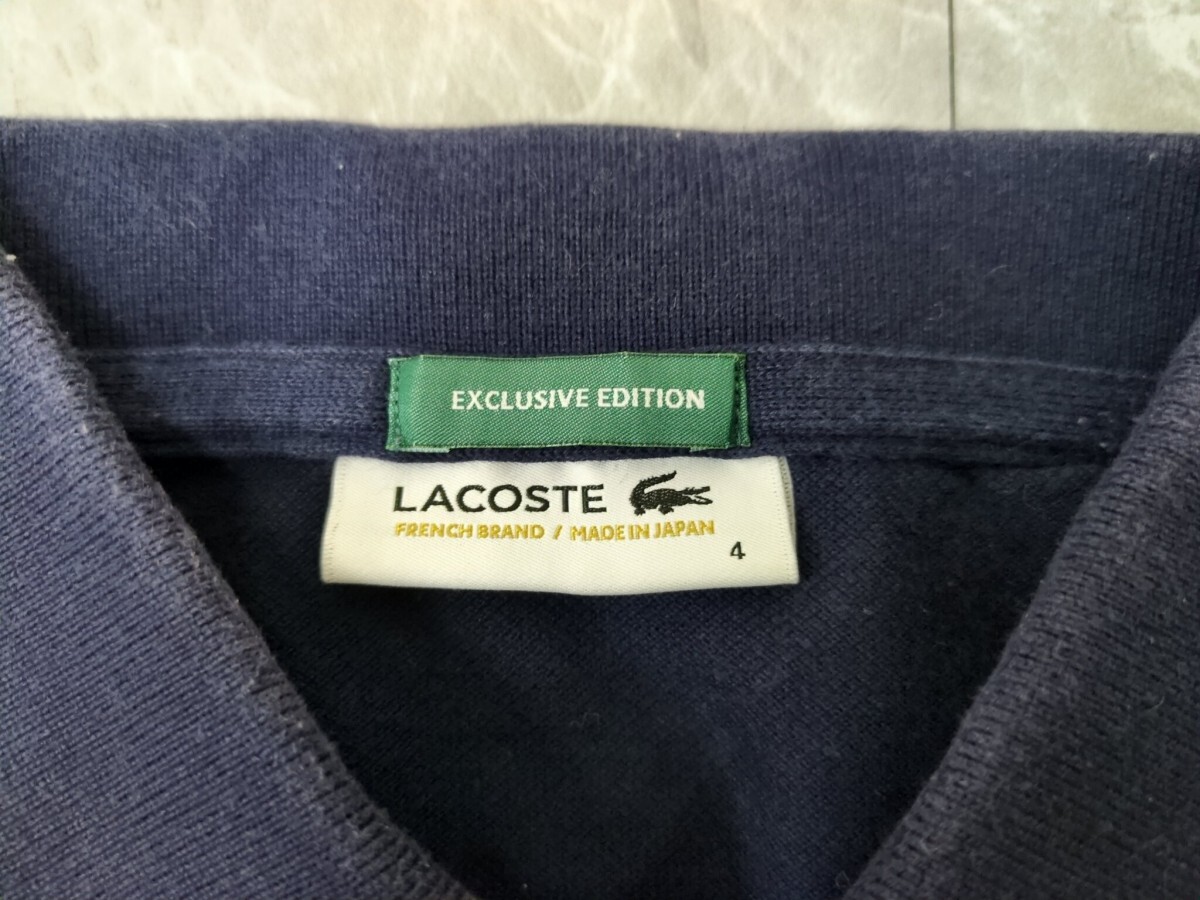 EXCLUSIVE EDITION
LACOSTE
FRENCH BRAND / MADE IN JAPAN
4